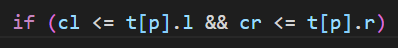 if (cl <= t[p].l && cr <= t[p].r)